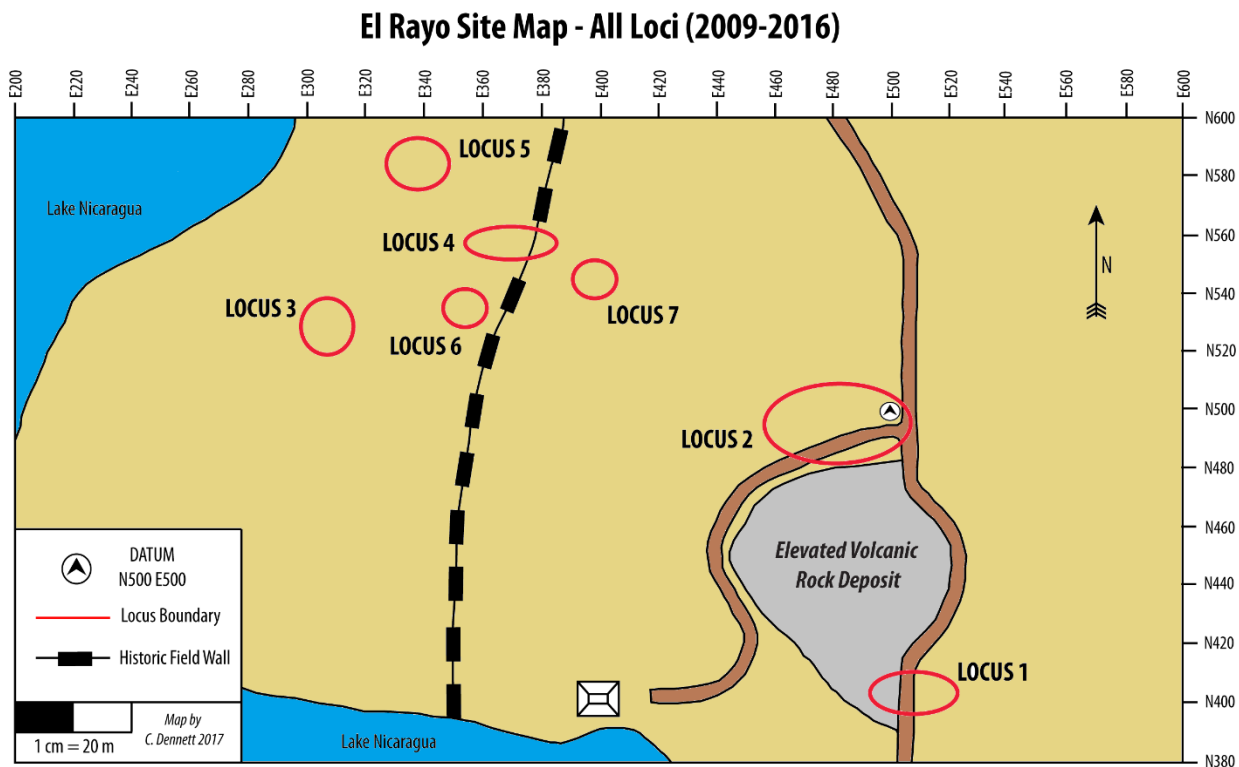 El Rayo Site Map - All Loci (2009-2016)
E200 E220 E240 E260 E280 E300 E320 E340 E360 E380 E400 E420 E440 E460 E480 E500 E520 E540 E560 E580 E600
N600
LOCUS 5
N580
Lake Nicaragua
LOCUS 4
N560
N
LOCUS 3
N540
LOCUS 7
LOCUS 6
N520
N500
LOCUS 2
N480
N460
Elevated Volcanic
Rock Deposit
N440
N420
LOCUS 1
N400
Lake Nicaragua
N380
DATUM
N500 E500
Locus Boundary
Historic Field Wall
1 cm = 20 m
Map by
C. Dennett 2017